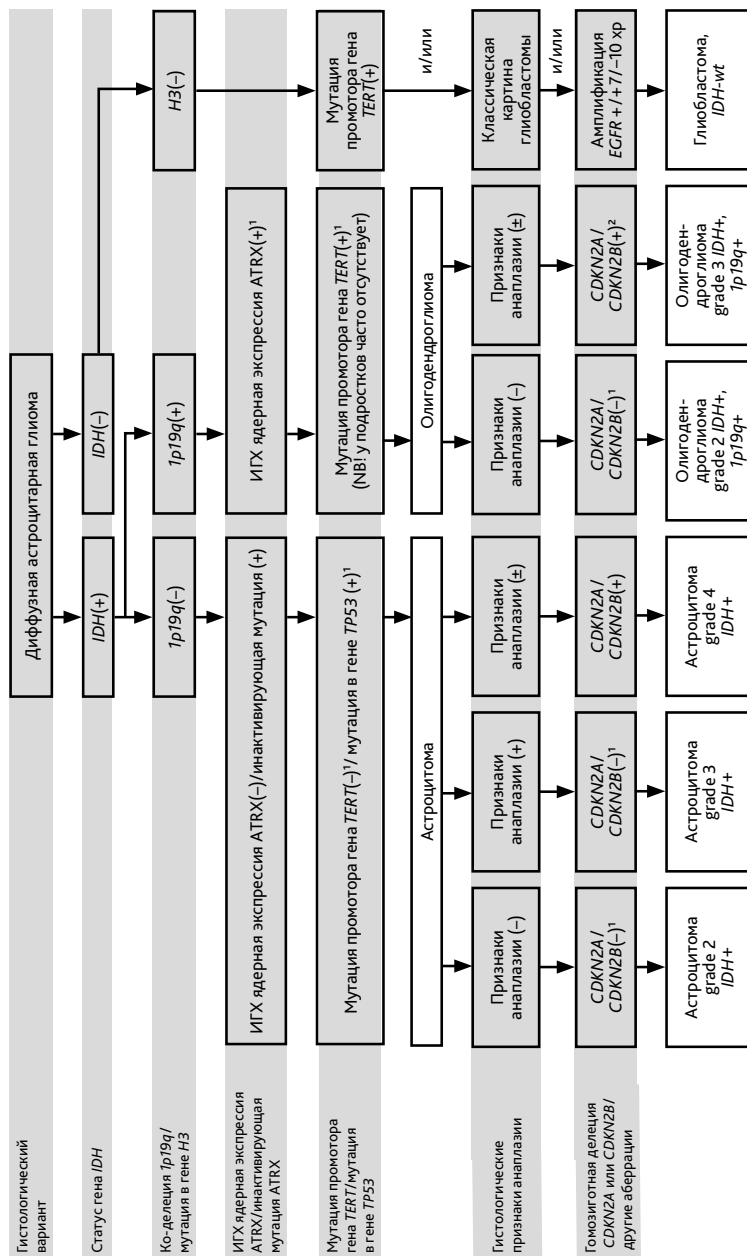 Гистологический
вариант
Диффузная астроцитарная глиома
Статус гена IDH
IDH(+)
IDH(–)
Ко-делеция 1p19q/
мутация в гене H3
1p19q(–)
1p19q(+)
H3(–)
ИГХ ядерная экспрессия
ATRX/инактивирующая
мутация ATRX
ИГХ ядерная экспрессия ATRX(–)/инактивирующая мутация (+)
ИГХ ядерная экспрессия ATRX(+)¹
Мутация промотора
гена TERT/мутация
в гене TP53
Мутация промотора гена TERT(–)¹/ мутация в гене TP53 (+)¹
Мутация промотора гена TERT(+)¹
(NB! у подростков часто отсутствует)
Мутация
промотора гена
TERT(+)
Астроцитома
Олигодендроглиома
и/или
Гистологические
признаки анаплазии
Признаки
анаплазии (–)
Признаки
анаплазии (+)
Признаки
анаплазии (±)
Признаки
анаплазии (–)
Признаки
анаплазии (±)
Классическая
картина
глиобластомы
и/или
Гомозиготная делеция
CDKN2A или CDKN2B/
другие аберрации
CDKN2A/
CDKN2B(–)¹
CDKN2A/
CDKN2B(–)¹
CDKN2A/
CDKN2B(+)
CDKN2A/
CDKN2B(–)¹
CDKN2A/
CDKN2B(+)²
Амплификация
EGFR +/+7/–10 хр
Астроцитома
grade 2
IDH+
Астроцитома
grade 3
IDH+
Астроцитома
grade 4
IDH+
Олигоден-
дроглиома
grade 2 IDH+,
1p19q+
Олигоден-
дроглиома
grade 3 IDH+,
1p19q+
Глиобластома,
IDH-wt